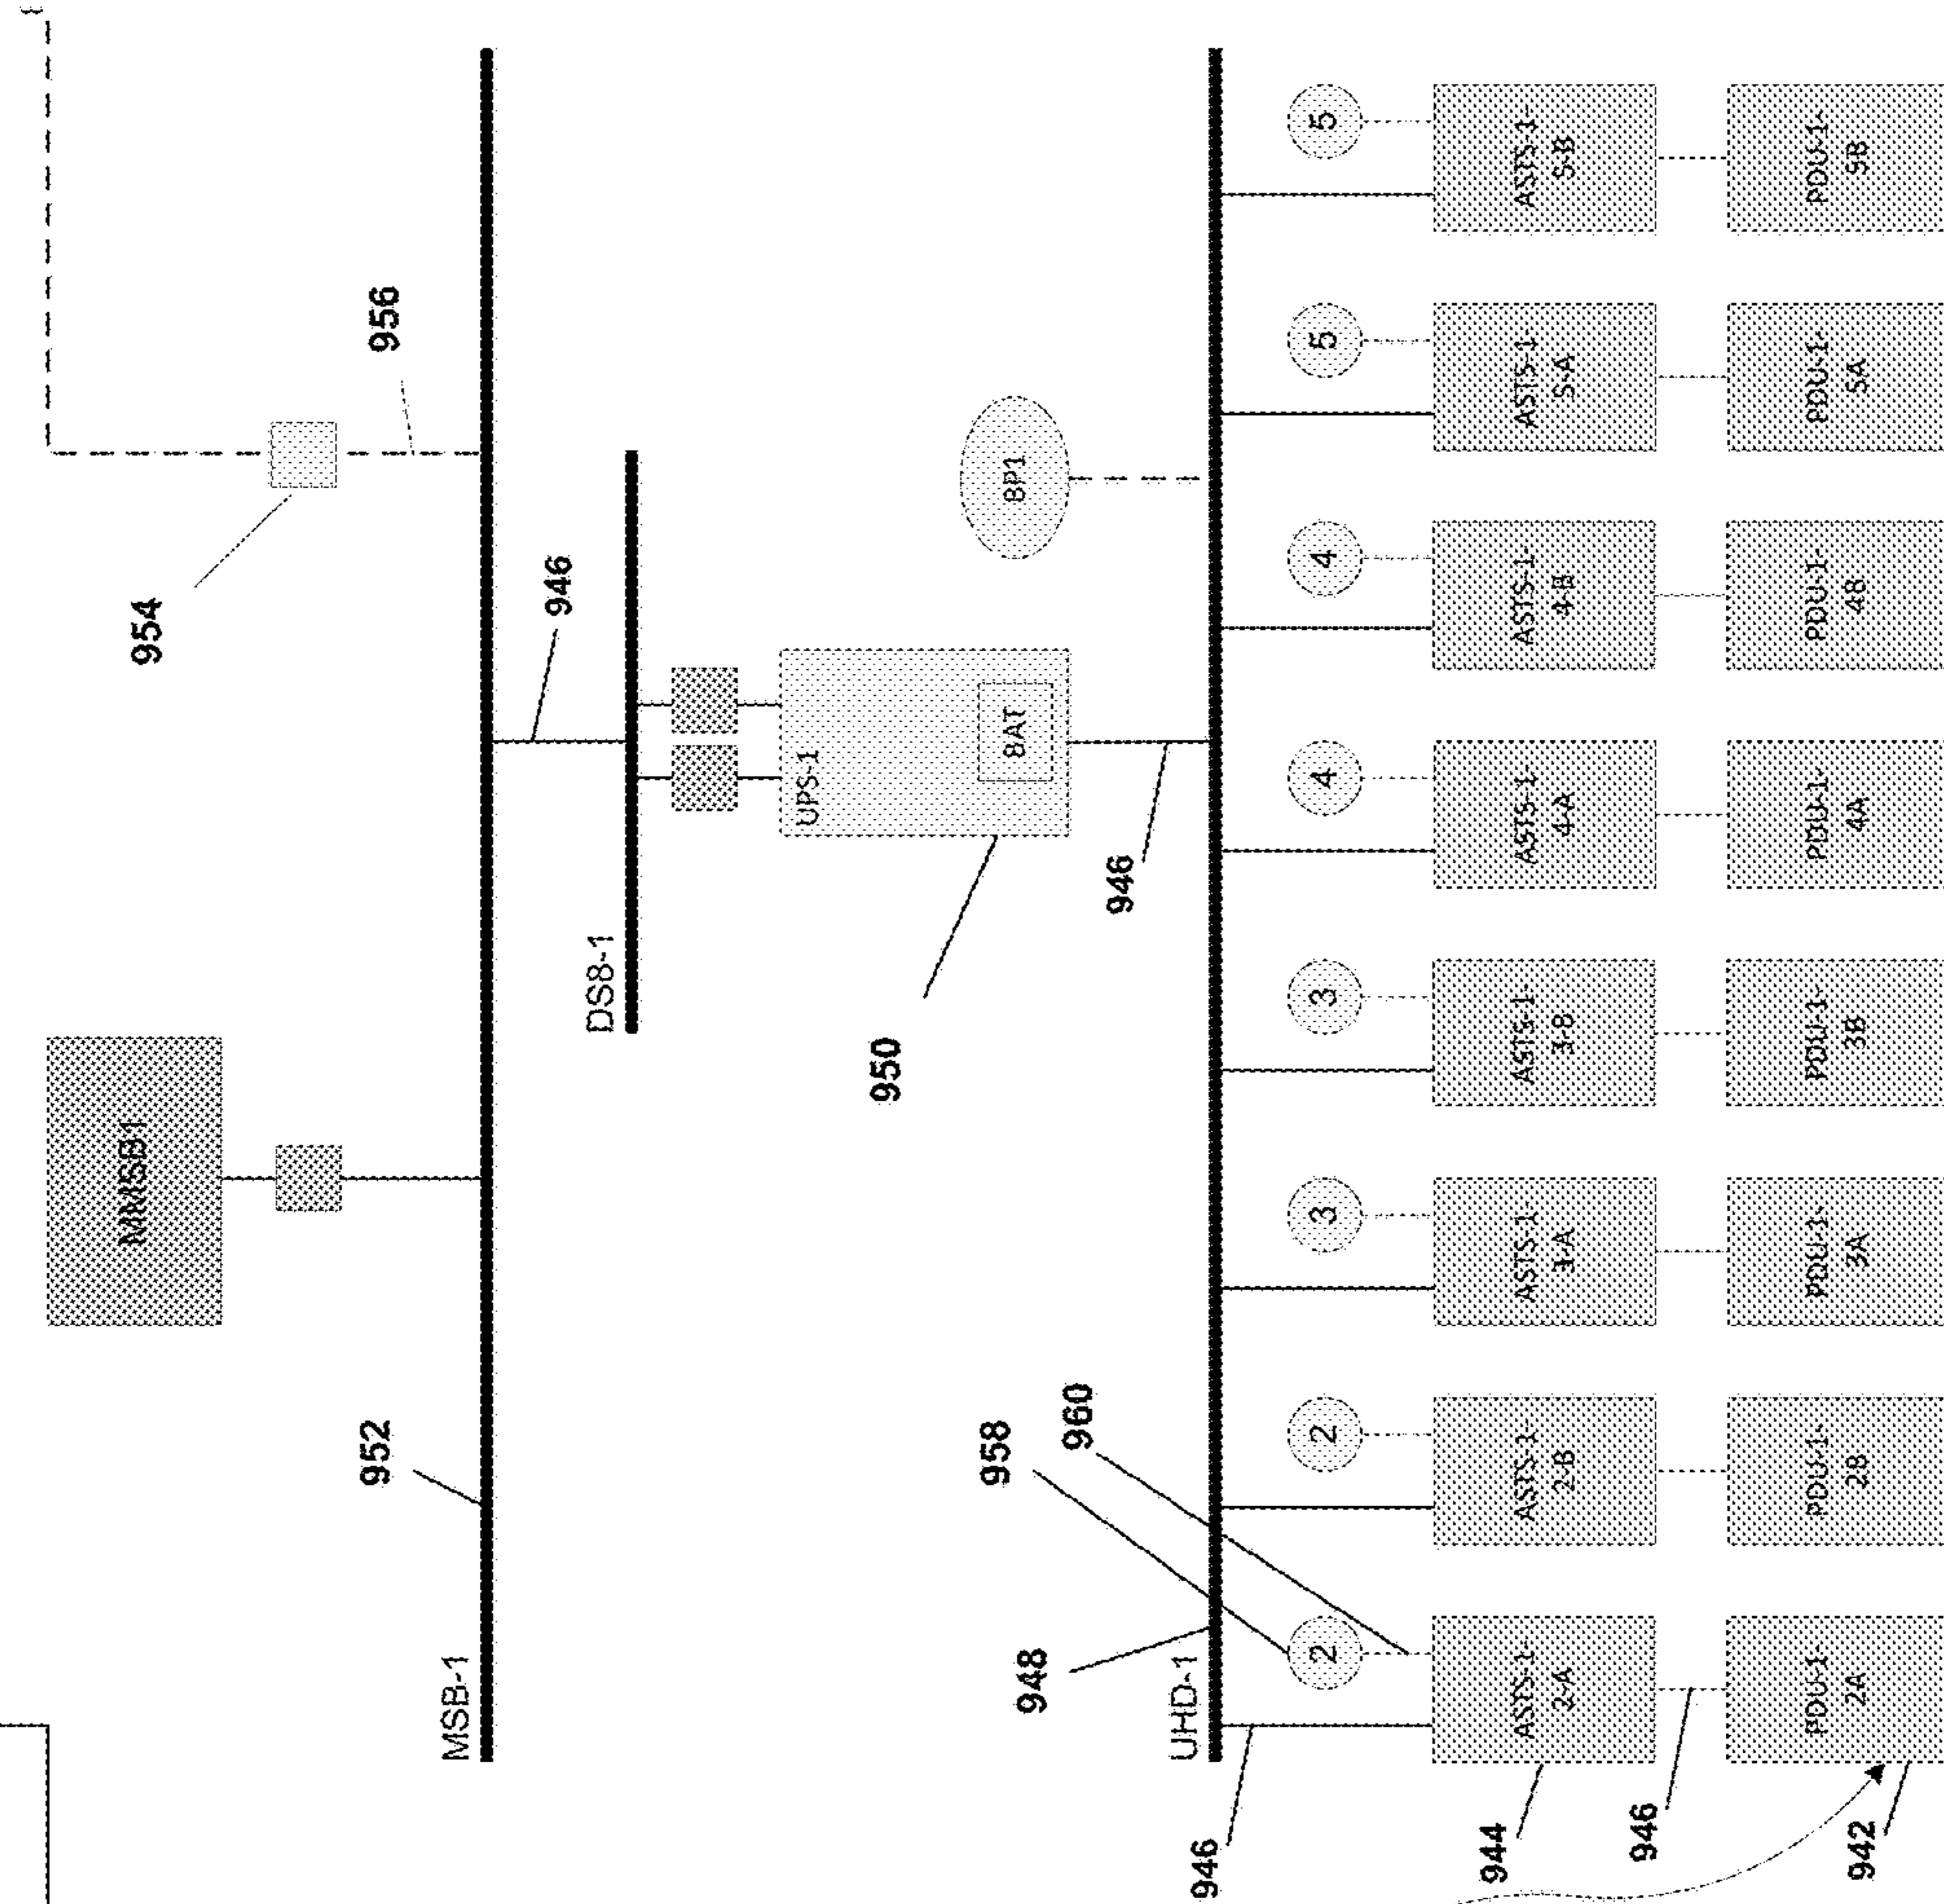 954
956
MMSB1
952
MSB-1
946
DS8-1
UPS-1
8AT
950
946
8P1
958
960
948
UHD-1
946
2
2
3
3
4
4
5
5
944
ASTS-1-
2-A
ASTS-1-
2-B
ASTS-1
3-A
ASTS-1-
3-B
ASTS-1-
4-A
ASTS-1-
4-B
ASTS-1-
5-A
ASTS-1-
5-B
946
942
PDU-1-
2A
PDU-1-
2B
PDU-1-
3A
PDU-1-
3B
PDU-1-
4A
PDU-1-
4B
PDU-1-
5A
PDU-1-
5B